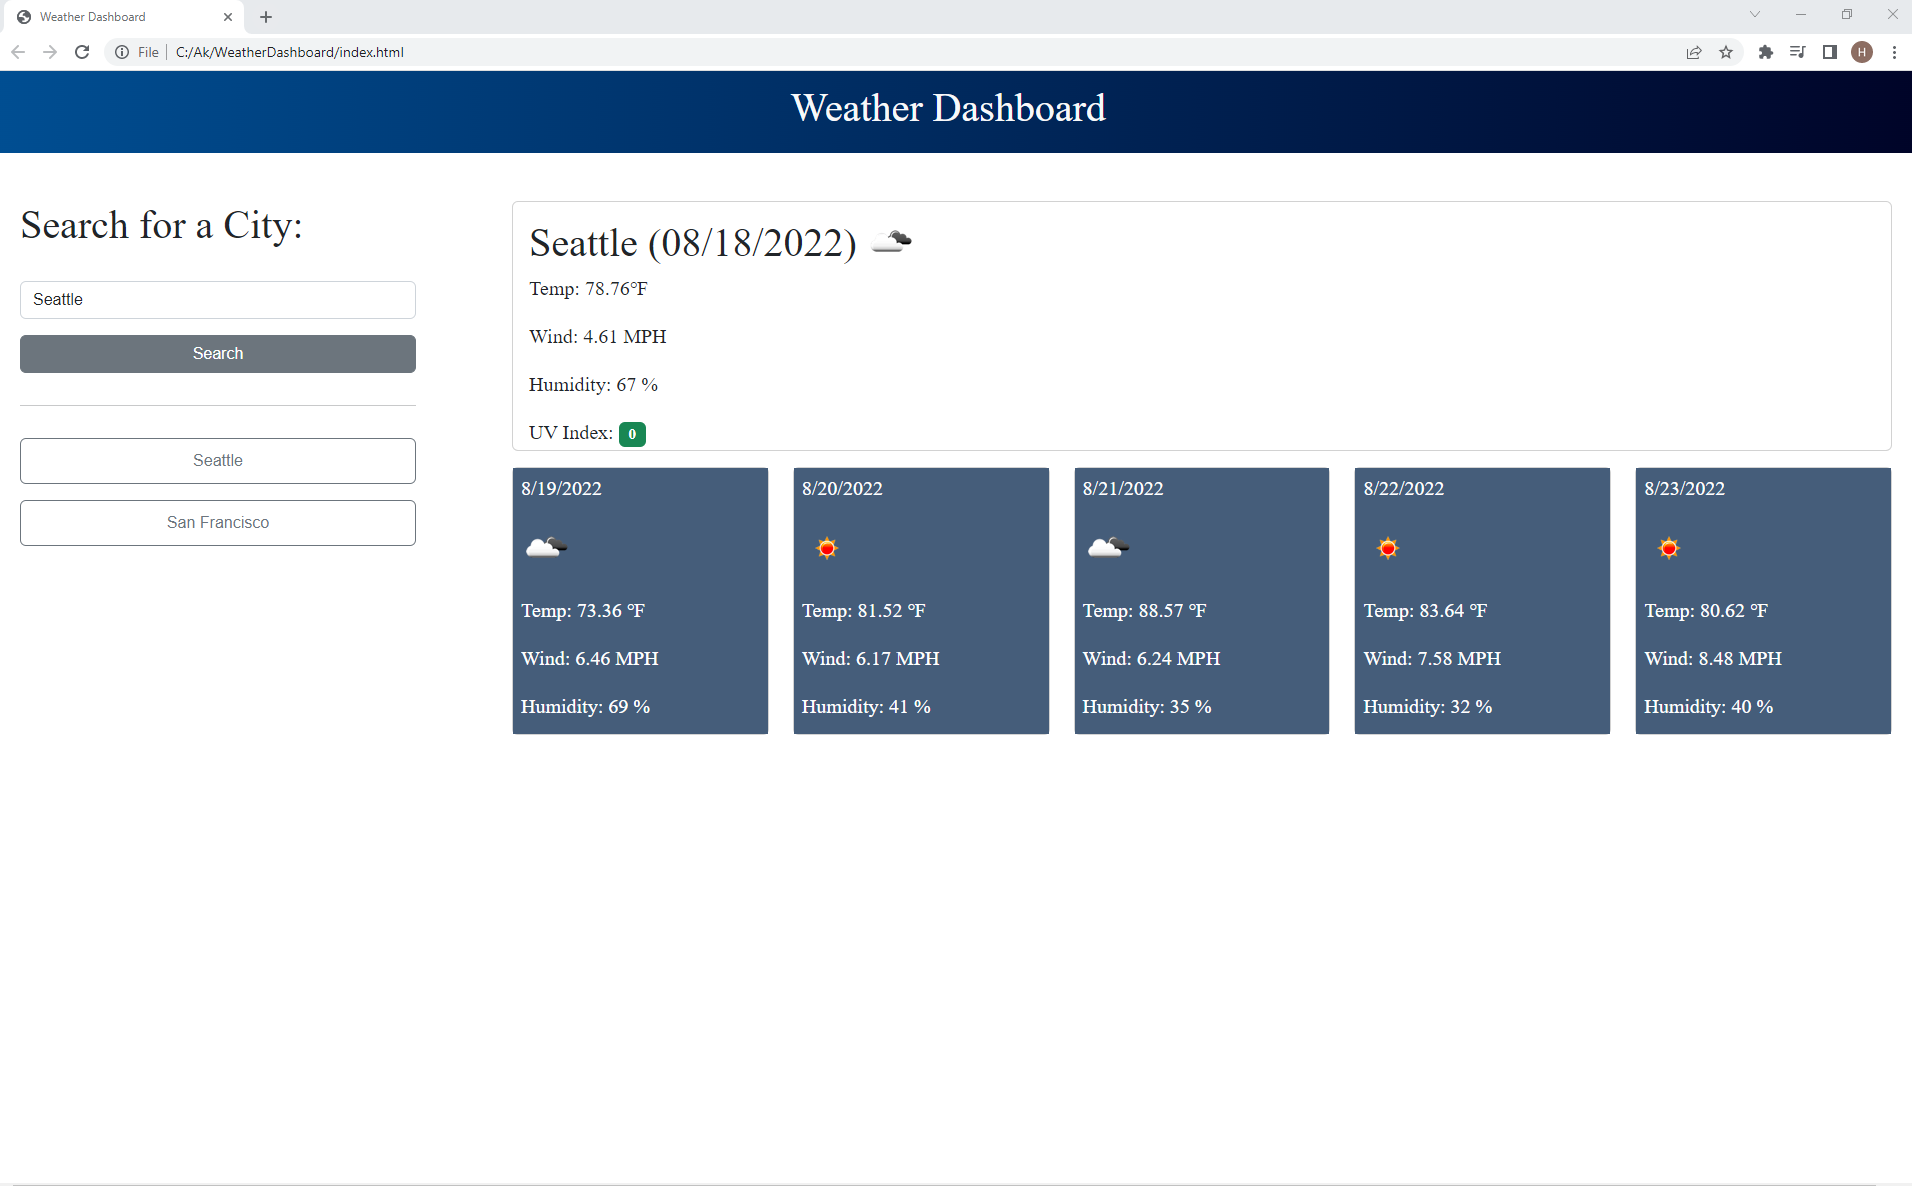 Weather Dashboard
File C:/Ak/WeatherDashboard/index.html
H
Weather Dashboard
Search for a City:
Seattle
Search
Seattle
San Francisco
Seattle (08/18/2022)
Temp: 78.76°F
Wind: 4.61 MPH
Humidity: 67 %
UV Index: 0
8/19/2022
Temp: 73.36 °F
Wind: 6.46 MPH
Humidity: 69 %
8/20/2022
Temp: 81.52 °F
Wind: 6.17 MPH
Humidity: 41 %
8/21/2022
Temp: 88.57 °F
Wind: 6.24 MPH
Humidity: 35 %
8/22/2022
Temp: 83.64 °F
Wind: 7.58 MPH
Humidity: 32 %
8/23/2022
Temp: 80.62 °F
Wind: 8.48 MPH
Humidity: 40 %